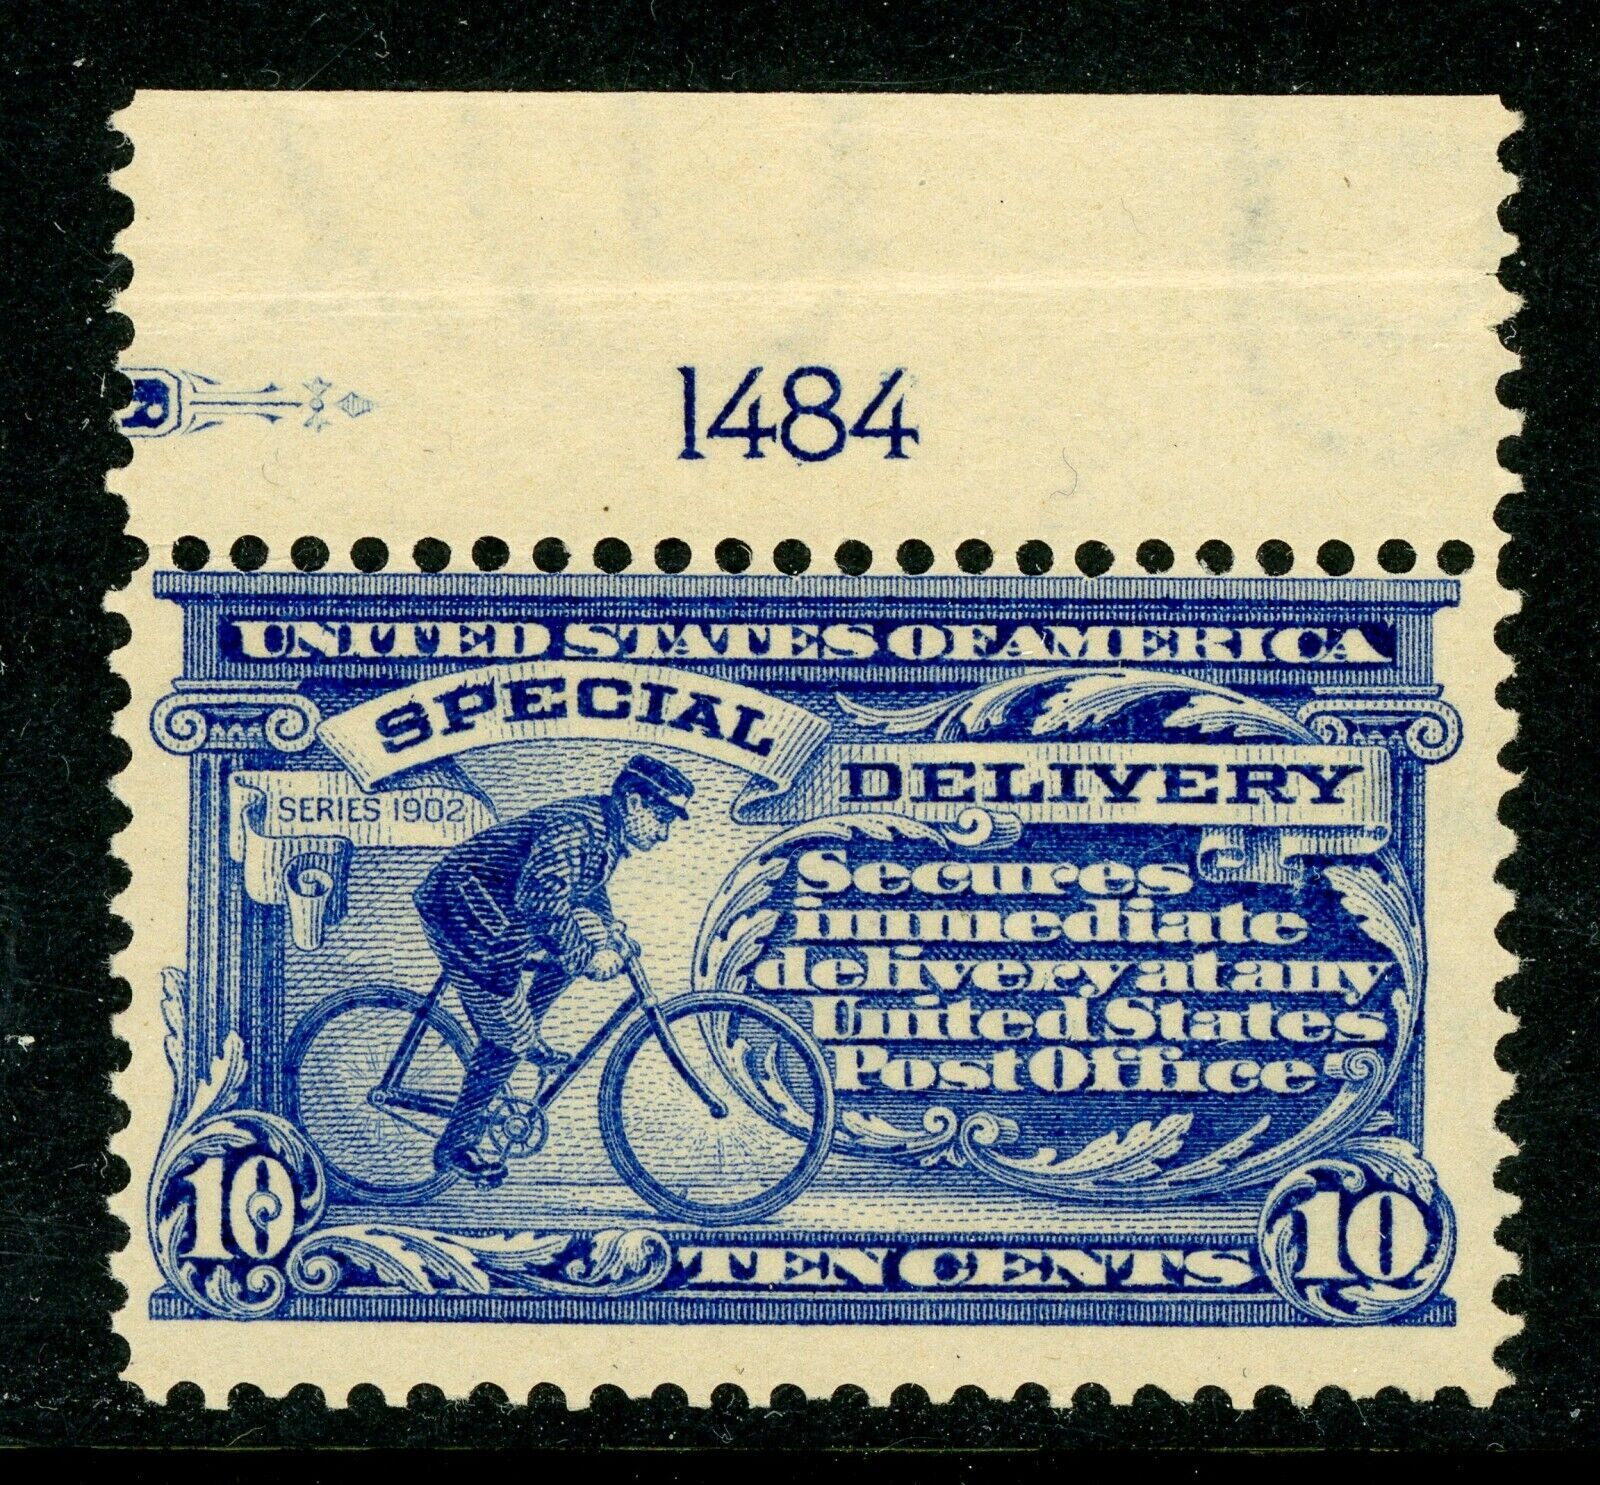 1484
UNITED STATES OF AMERICA
SPECIAL
DELIVERY
SERIES 1902
Secures
immediate
delivery at any
United States
Post Office
10
TEN CENTS
10